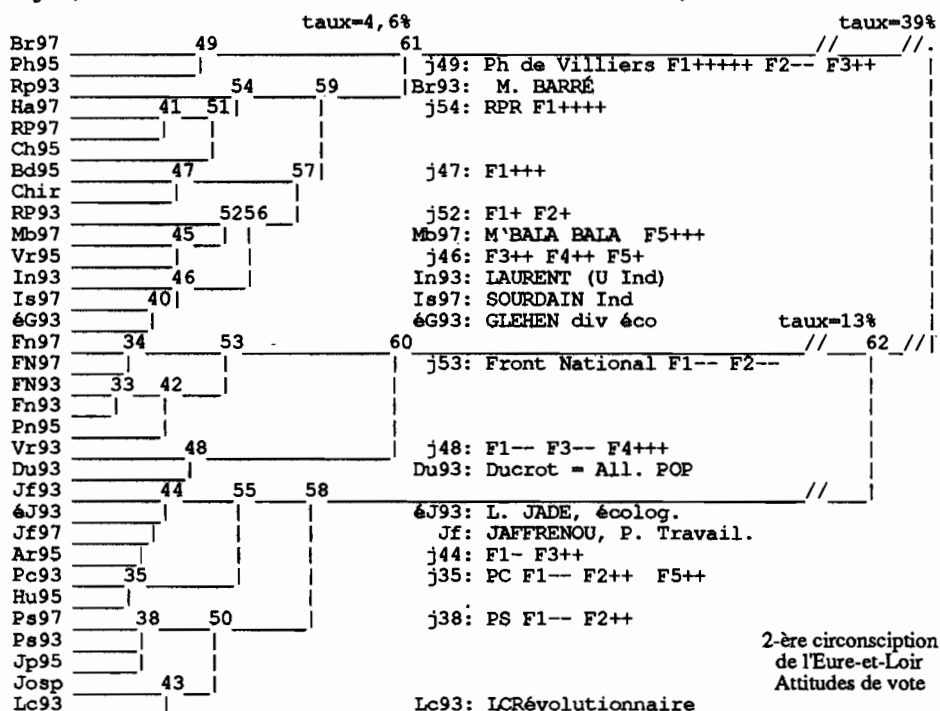 taux=4,6% taux=39%
Br97 49 61 // //.
Ph95 j49: Ph de Villiers F1+++++ F2-- F3++
Rp93 54 59 Br93: M. BARRÉ
Ha97 41 51 j54: RPR F1++++
RP97
Ch95
Bd95 47 57 j47: F1+++
Chir
RP93 52 56 j52: F1+ F2+
Mb97 45 Mb97: M`BALA BALA F5+++
Vr95 j46: F3++ F4++ F5+
In93 46 In93: LAURENT (U Ind)
Is97 40 Is97: SOURDAIN Ind
éG93 éG93: GLEHEN div éco taux=13%
Fn97 34 53 60 // 62 //
FN97 j53: Front National F1-- F2--
FN93 33 42
Fn93
Pn95
Vr93 48 j48: F1-- F3-- F4+++
Du93 Du93: Ducrot = All. POP
Jf93 44 55 58 //
éJ93 éJ93: L. JADE, écolog.
Jf97 Jf: JAFFRENOU, P. Travail.
Ar95 j44: F1- F3++
Pc93 35 j35: PC F1-- F2++ F5++
Hu95
Ps97 38 50 j38: PS F1-- F2++
Ps93 2-ère circonsciption
Jp95 de l'Eure-et-Loir
Josp 43 Attitudes de vote
Lc93 Lc93: LCRévolutionnaire